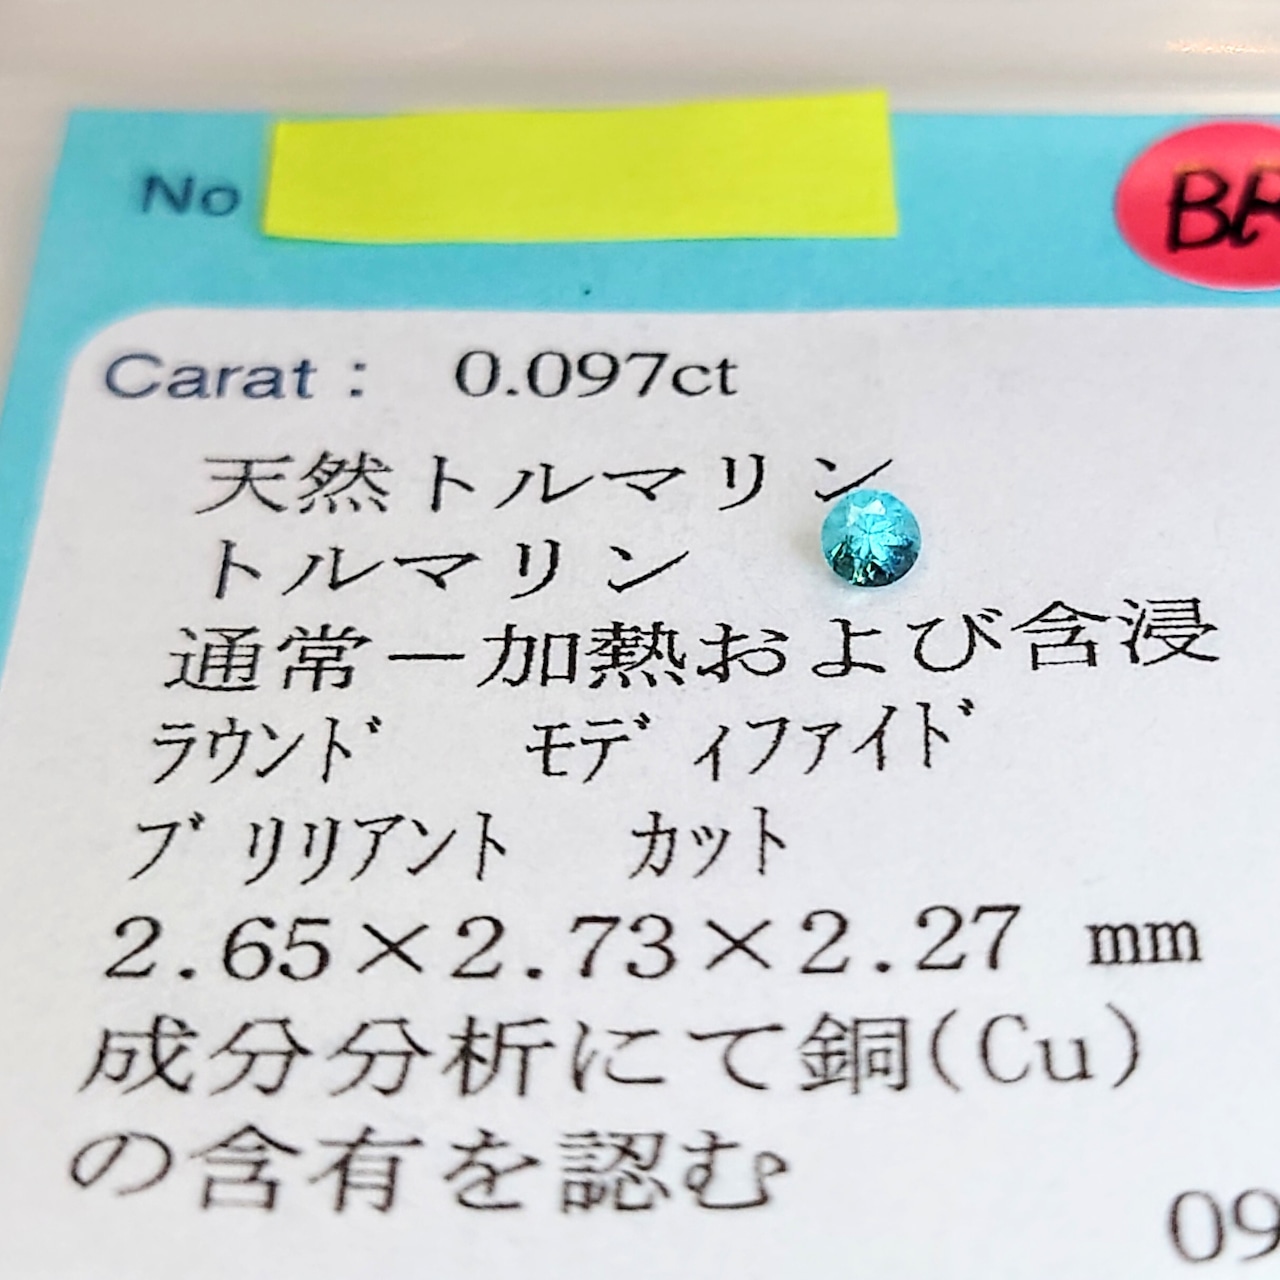 No
Carat : 0.097ct
天然トルマリン
トルマリン
通常－加熱および含浸
ﾗｳﾝﾄﾞ ﾓﾃﾞｨﾌｧｲﾄﾞ
ﾌﾞﾘﾘｱﾝﾄ ｶｯﾄ
2.65×2.73×2.27 mm
成分分析にて銅(Cu)
の含有を認む
09